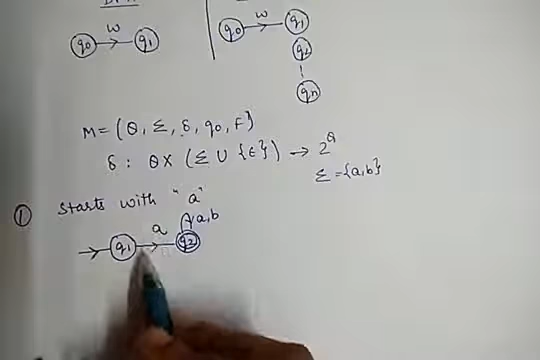 q0 w q1
q0 w q1
q2
qn
M = (Q, Σ, δ, q0, F)
δ : Q X (Σ ∪ {ε}) → 2^Q
Σ = {a,b}
① Starts with "a"
a a,b
q1 q2